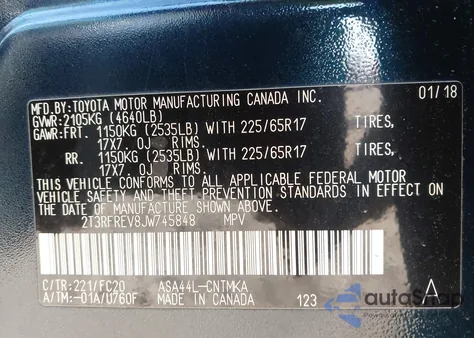 MFD.BY:TOYOTA MOTOR MANUFACTURING CANADA INC. 01/18
GVWR:2105KG (4640LB)
GAWR:FRT. 1150KG (2535LB) WITH 225/65R17 TIRES,
17X7. 0J RIMS.
RR. 1150KG (2535LB) WITH 225/65R17 TIRES,
17X7. 0J RIMS.
THIS VEHICLE CONFORMS TO ALL APPLICABLE FEDERAL MOTOR
VEHICLE SAFETY AND THEFT PREVENTION STANDARDS IN EFFECT ON
THE DATE OF MANUFACTURE SHOWN ABOVE.
2T3RFREV8JW745848 MPV
C/TR:221/FC20 ASA44L-CNTMKA
A/TM:-01A/U760F MADE IN CANADA 123 A
autoShop